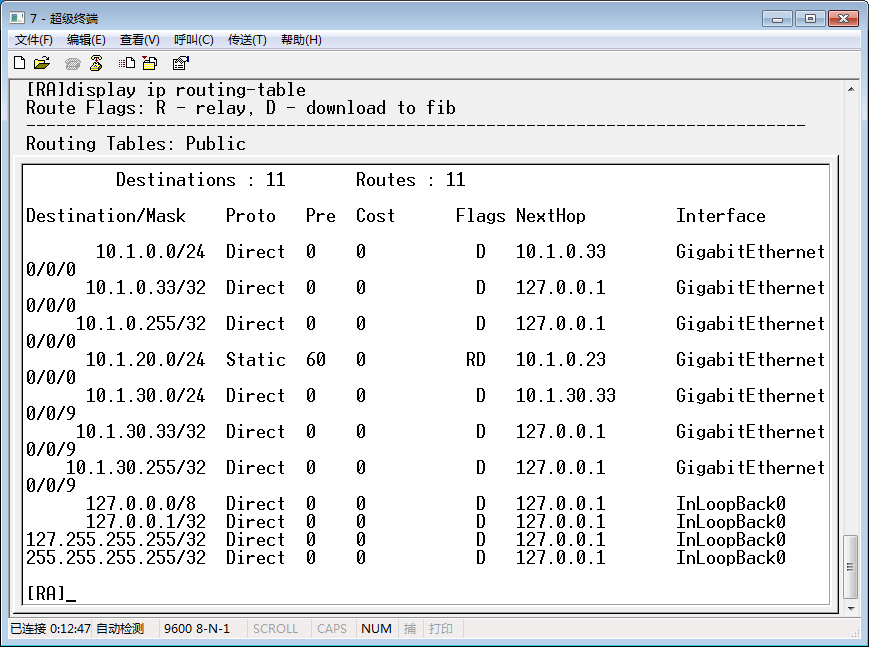 7 - 超级终端
文件(F) 编辑(E) 查看(V) 呼叫(C) 传送(T) 帮助(H)
[RA]display ip routing-table
Route Flags: R - relay, D - download to fib
------------------------------------------------------------------------------
Routing Tables: Public
Destinations : 11 Routes : 11
Destination/Mask Proto Pre Cost Flags NextHop Interface
10.1.0.0/24 Direct 0 0 D 10.1.0.33 GigabitEthernet
0/0/0
10.1.0.33/32 Direct 0 0 D 127.0.0.1 GigabitEthernet
0/0/0
10.1.0.255/32 Direct 0 0 D 127.0.0.1 GigabitEthernet
0/0/0
10.1.20.0/24 Static 60 0 RD 10.1.0.23 GigabitEthernet
0/0/0
10.1.30.0/24 Direct 0 0 D 10.1.30.33 GigabitEthernet
0/0/9
10.1.30.33/32 Direct 0 0 D 127.0.0.1 GigabitEthernet
0/0/9
10.1.30.255/32 Direct 0 0 D 127.0.0.1 GigabitEthernet
0/0/9
127.0.0.0/8 Direct 0 0 D 127.0.0.1 InLoopBack0
127.0.0.1/32 Direct 0 0 D 127.0.0.1 InLoopBack0
127.255.255.255/32 Direct 0 0 D 127.0.0.1 InLoopBack0
255.255.255.255/32 Direct 0 0 D 127.0.0.1 InLoopBack0
[RA]_
已连接 0:12:47 自动检测 9600 8-N-1 SCROLL CAPS NUM 捕 打印